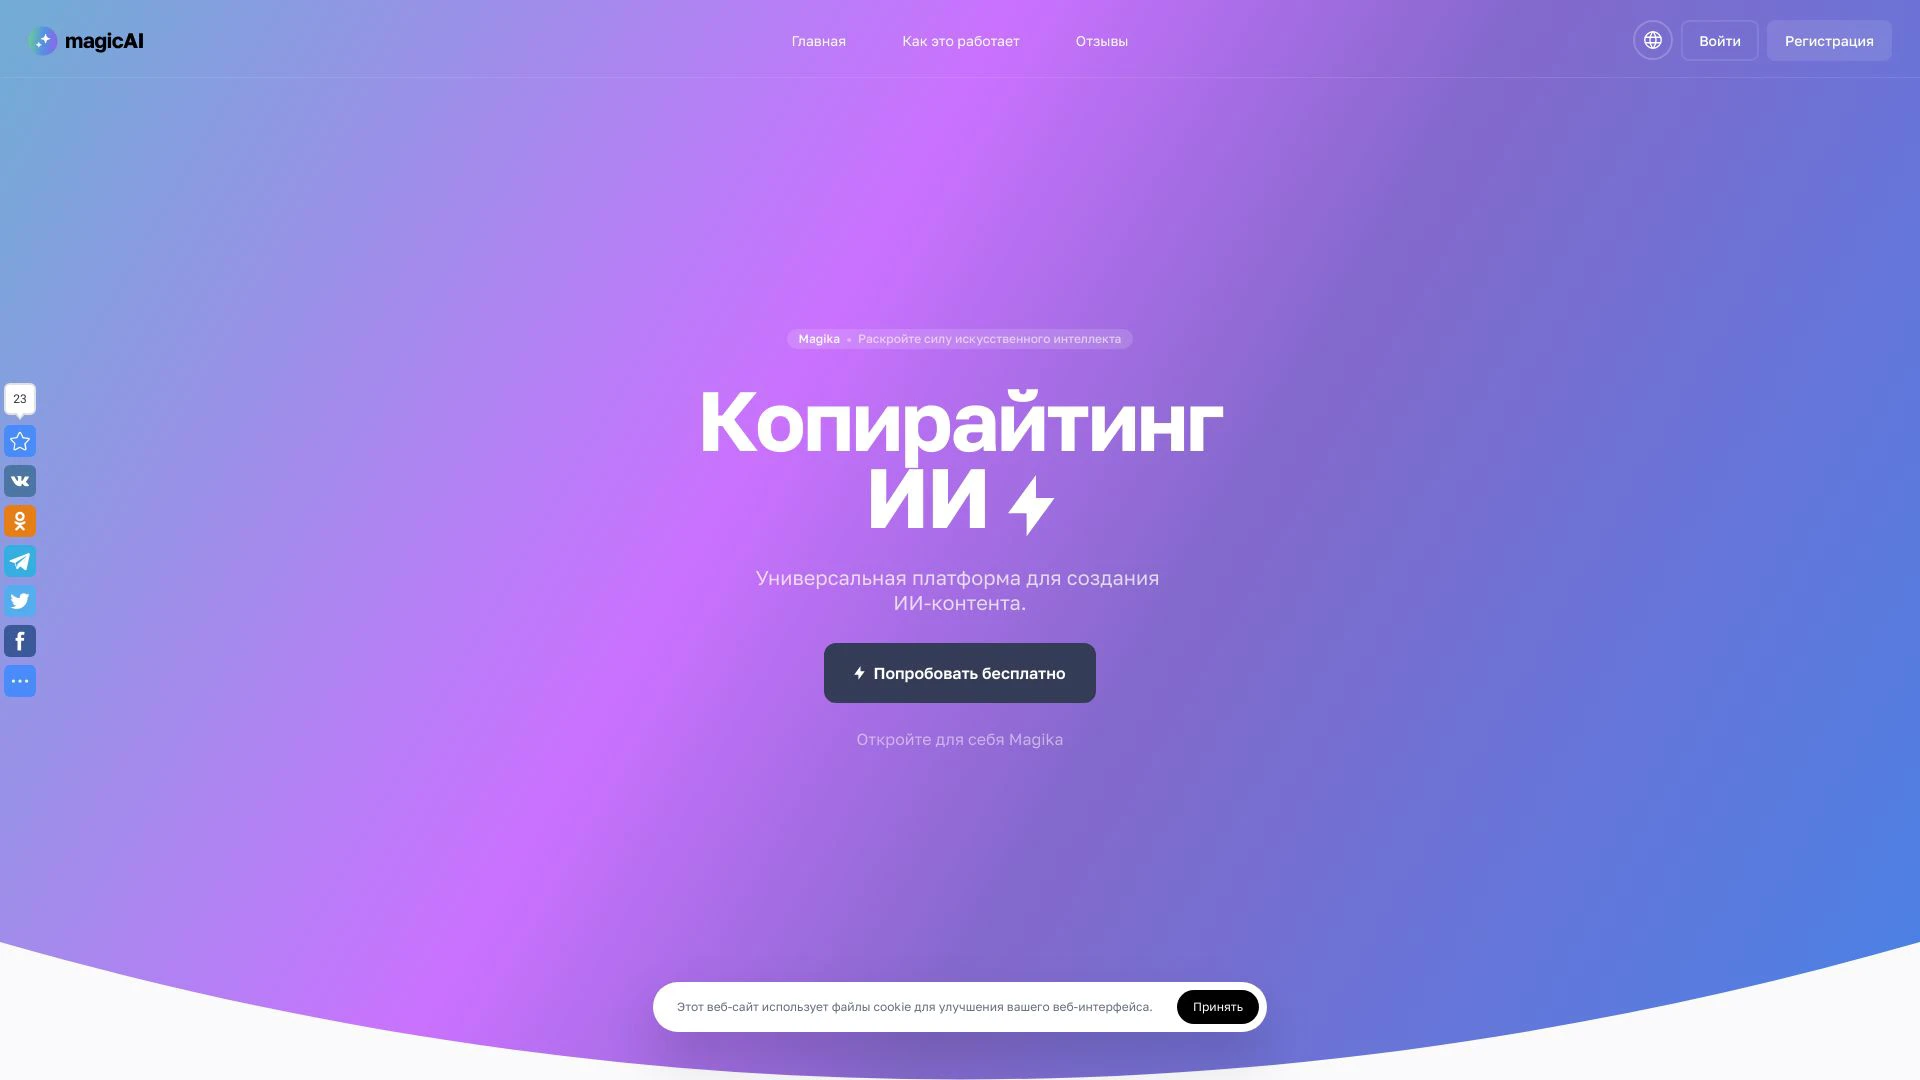 magicAI
Главная
Как это работает
Отзывы
Войти
Регистрация
Magika • Раскройте силу искусственного интеллекта
Копирайтинг
ИИ
Универсальная платформа для создания
ИИ-контента.
Попробовать бесплатно
Откройте для себя Magika
23
Этот веб-сайт использует файлы cookie для улучшения вашего веб-интерфейса.
Принять